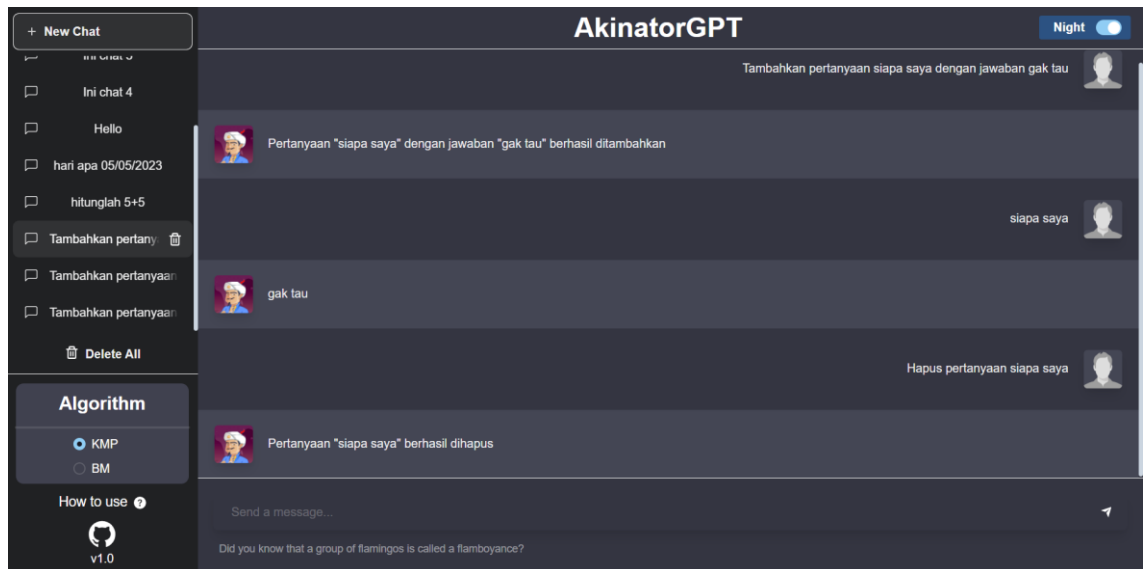 + New Chat
Ini chat 4
Hello
hari apa 05/05/2023
hitunglah 5+5
Tambahkan pertany
Tambahkan pertanyaan
Tambahkan pertanyaan
Delete All
Algorithm
KMP
BM
How to use ?
v1.0
AkinatorGPT
Night
Tambahkan pertanyaan siapa saya dengan jawaban gak tau
Pertanyaan "siapa saya" dengan jawaban "gak tau" berhasil ditambahkan
siapa saya
gak tau
Hapus pertanyaan siapa saya
Pertanyaan "siapa saya" berhasil dihapus
Send a message...
Did you know that a group of flamingos is called a flamboyance?